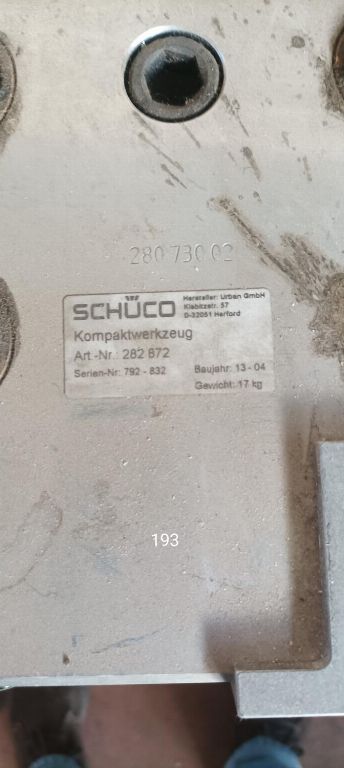 280 730 02
SCHÜCO
Hersteller: Urban GmbH
Kiebitzstr. 57
D-32051 Herford
Kompaktwerkzeug
Art.-Nr.: 282 872
Serien-Nr: 792 - 832
Baujahr: 13 - 04
Gewicht: 17 kg
193